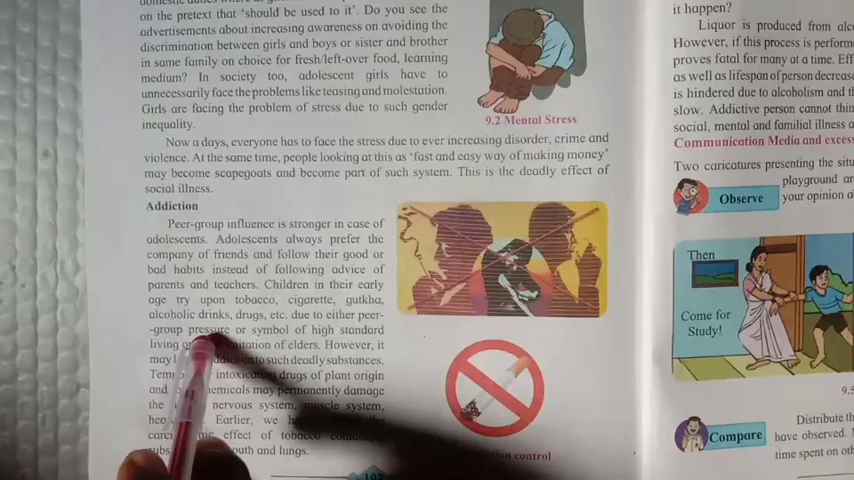 on the pretext that 'should be used to it'. Do you see the
advertisements about increasing awareness on avoiding the
discrimination between girls and boys or sister and brother
in same family on choice for fresh/left-over food, learning
medium? In society too, adolescent girls have to
unnecessarily face the problems like teasing and molestation.
Girls are facing the problem of stress due to such gender
inequality.
9.2 Mental Stress
Now a days, everyone has to face the stress due to ever increasing disorder, crime and
violence. At the same time, people looking at this as 'fast and easy way of making money'
may become scapegoats and become part of such system. This is the deadly effect of
social illness.
Addiction
Peer-group influence is stronger in case of
adolescents. Adolescents always prefer the
company of friends and follow their good or
bad habits instead of following advice of
parents and teachers. Children in their early
age try upon tobacco, cigarette, gutkha,
alcoholic drinks, drugs, etc. due to either peer-
-group pressure or symbol of high standard
living or imitation of elders. However, it
may addiction to such deadly substances.
intoxicating drugs of plant origin
and chemicals may permanently damage
the nervous system, muscle system,
Earlier, we
effect of tobacco
mouth and lungs.
control
102
it happen?
Liquor is produced from
However, if this process is
proves fatal for many at a time.
as well as lifespan of person
is hindered due to alcoholism and
slow. Addictive person cannot
social, mental and familial illness
Communication Media and
Two caricatures presenting the
Observe
playground
your opinion
Then
Come for
Study!
9.5
Compare
Distribute
have observed.
time spent on